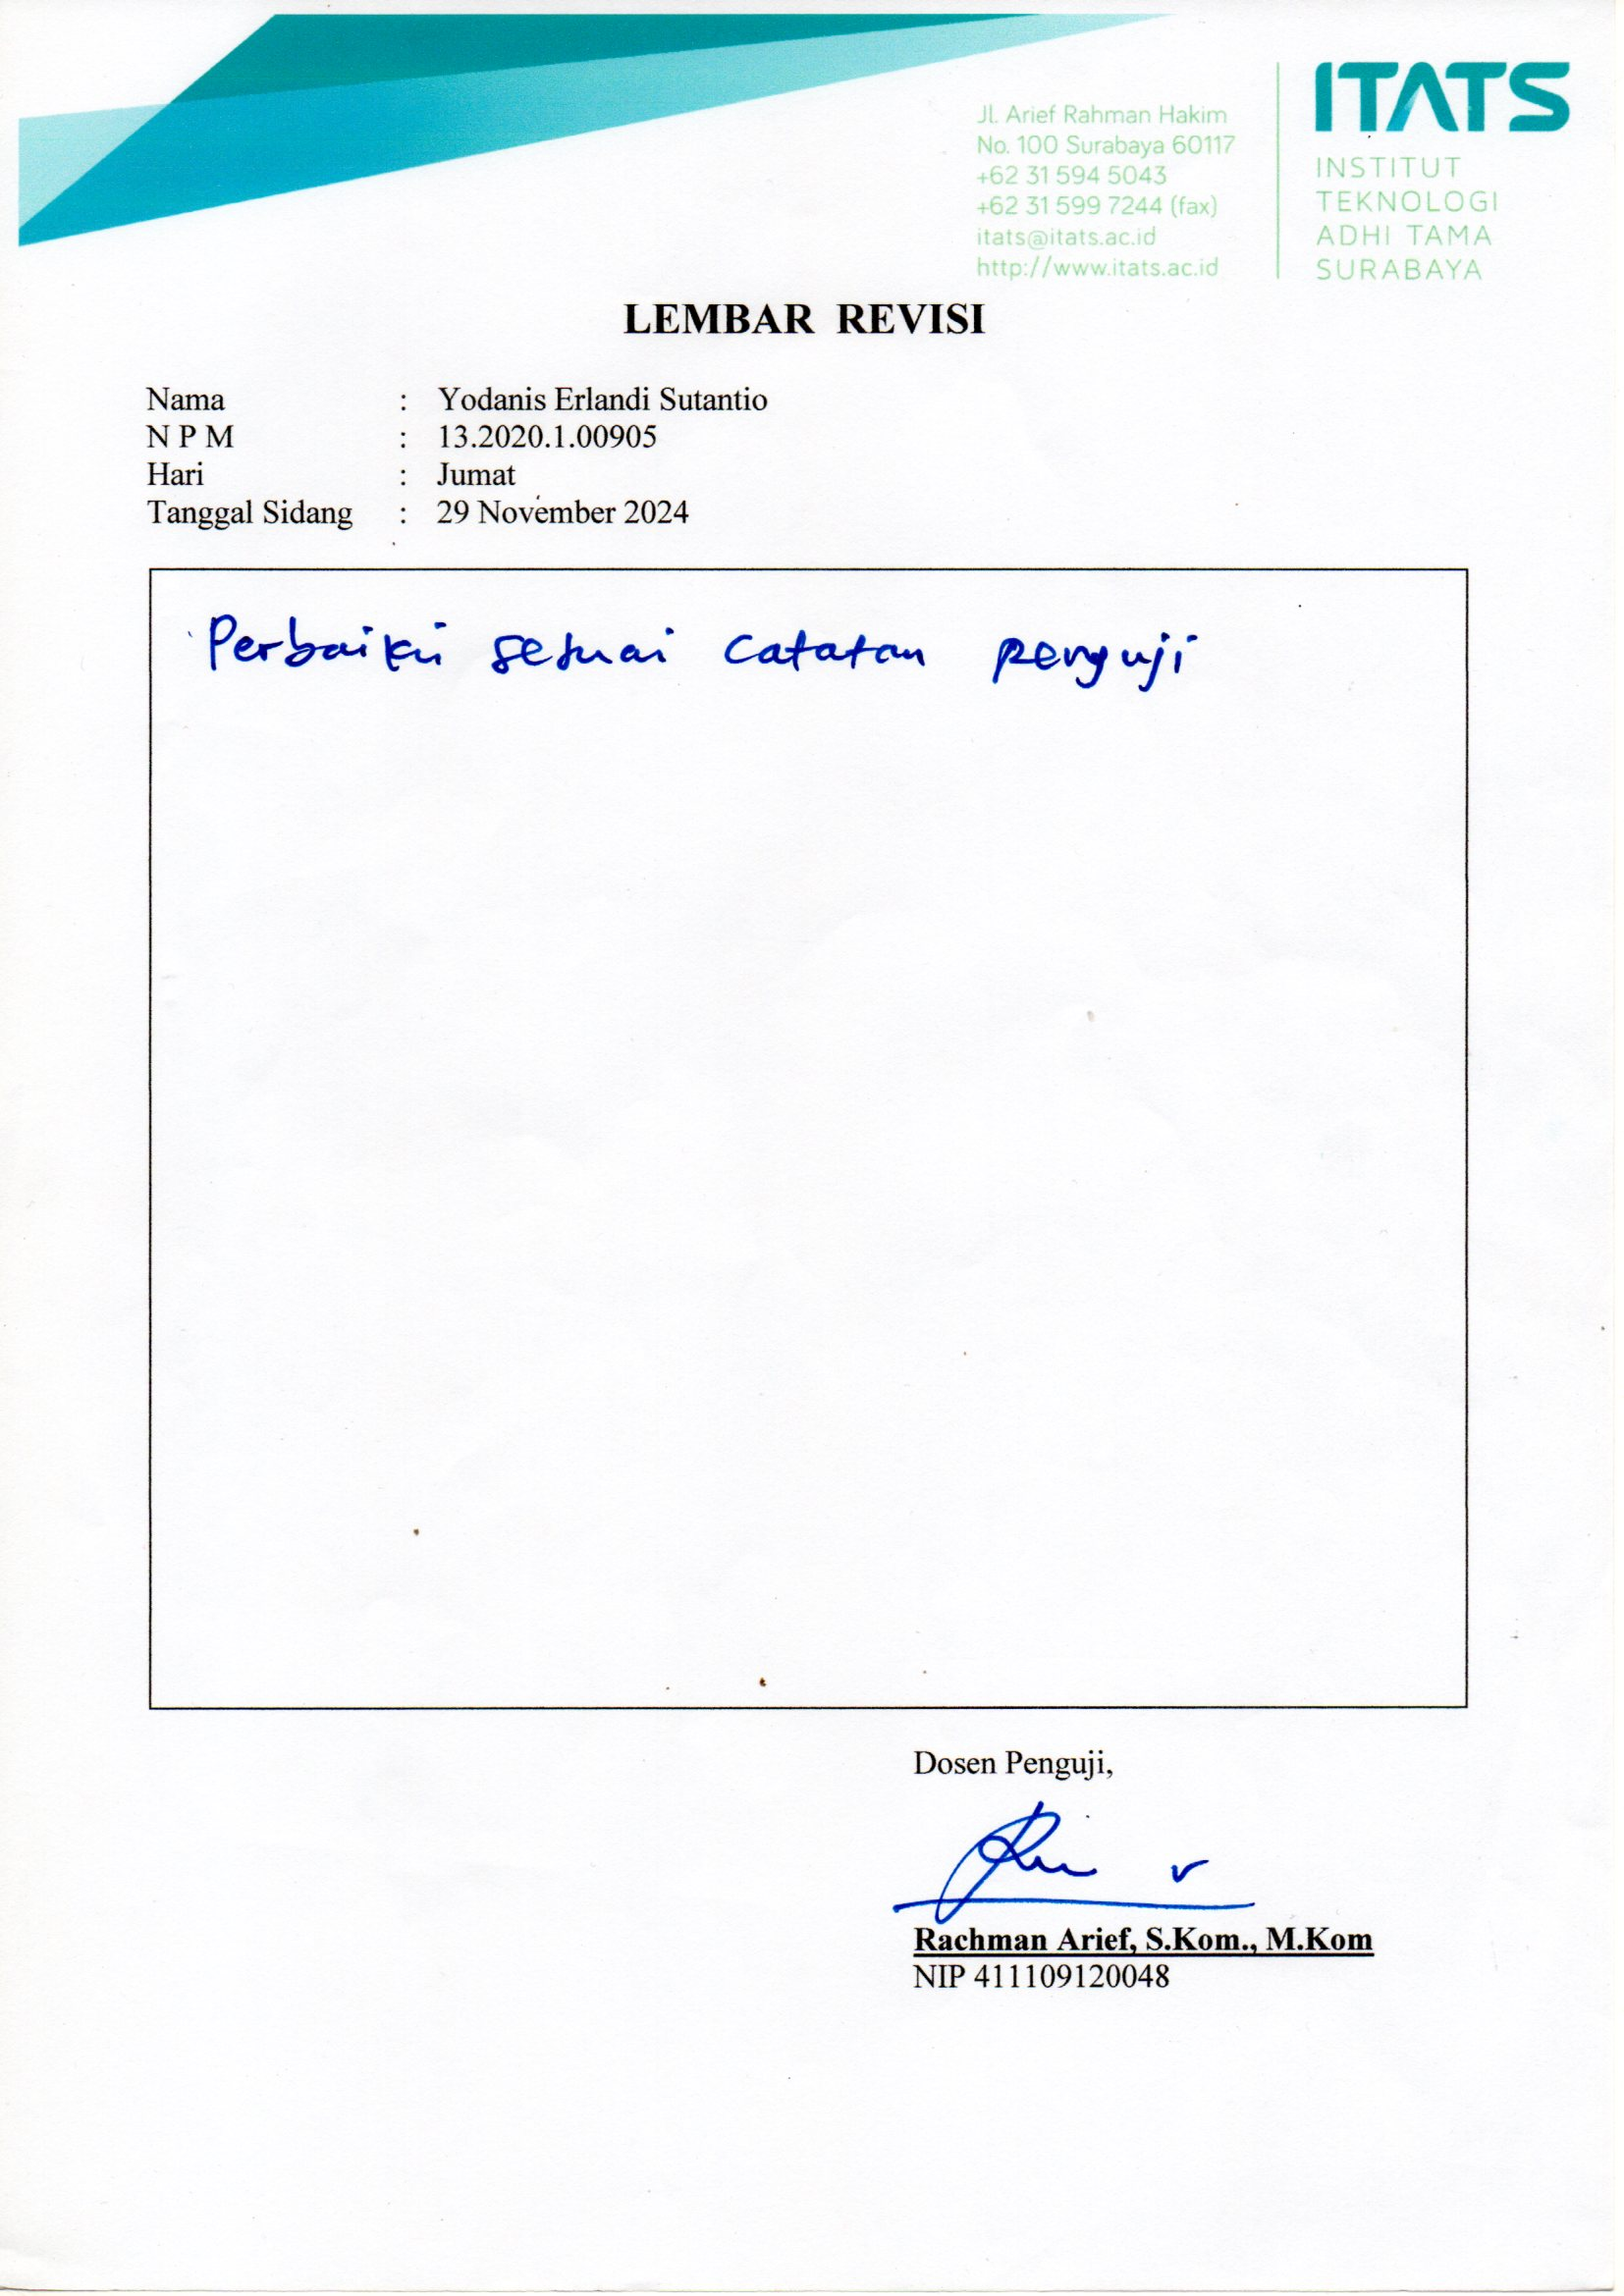 ITATS
Jl. Arief Rahman Hakim
No. 100 Surabaya 60117
+62 31 594 5043
+62 31 599 7244 (fax)
itats@itats.ac.id
http://www.itats.ac.id
INSTITUT
TEKNOLOGI
ADHI TAMA
SURABAYA
LEMBAR REVISI
Nama : Yodanis Erlandi Sutantio
N P M : 13.2020.1.00905
Hari : Jumat
Tanggal Sidang : 29 November 2024
Perbaiki sesuai catatan penguji
Dosen Penguji,
Rachman Arief, S.Kom., M.Kom
NIP 411109120048